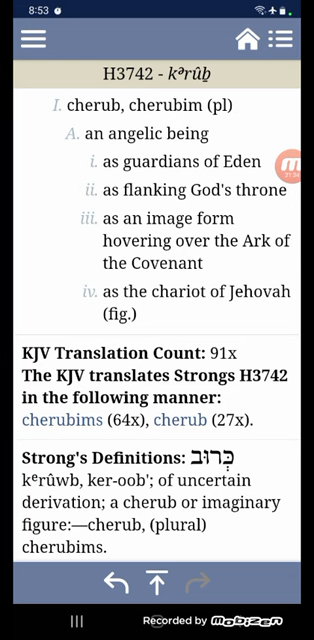 8:53
H3742 - kᵊrûḇ
I. cherub, cherubim (pl)
A. an angelic being
i. as guardians of Eden
ii. as flanking God's throne
iii. as an image form
hovering over the Ark of
the Covenant
iv. as the chariot of Jehovah
(fig.)
KJV Translation Count: 91x
The KJV translates Strongs H3742
in the following manner:
cherubims (64x), cherub (27x).
Strong's Definitions: כְּרוּב
kᵉrûwb, ker-oob'; of uncertain
derivation; a cherub or imaginary
figure:—cherub, (plural)
cherubims.
Recorded by mobizen